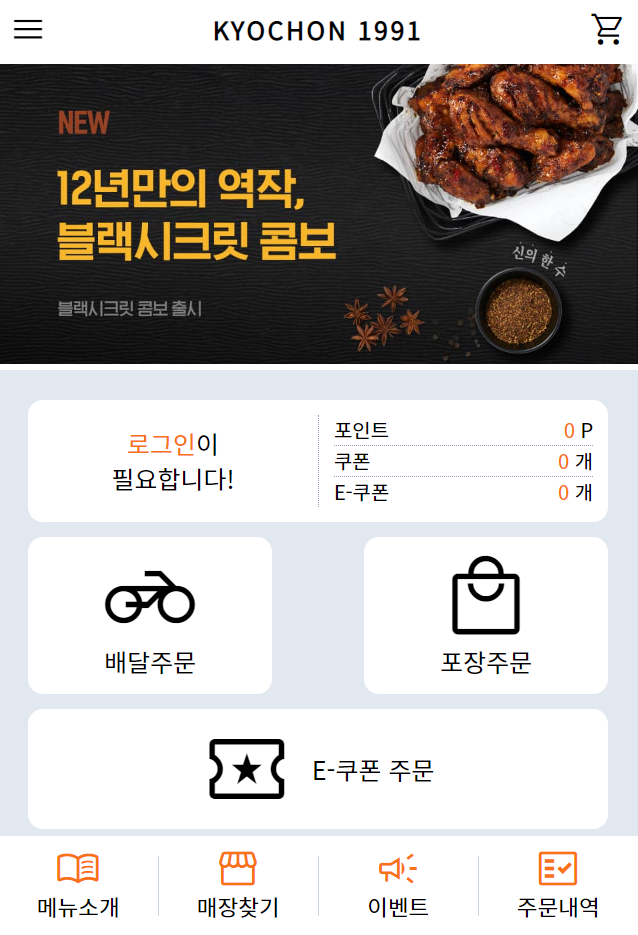 KYOCHON 1991
NEW
12년만의 역작,
블랙시크릿 콤보
신의 한 수
블랙시크릿 콤보 출시
로그인이
필요합니다!
포인트 0 P
쿠폰 0 개
E-쿠폰 0 개
배달주문
포장주문
E-쿠폰 주문
메뉴소개
매장찾기
이벤트
주문내역